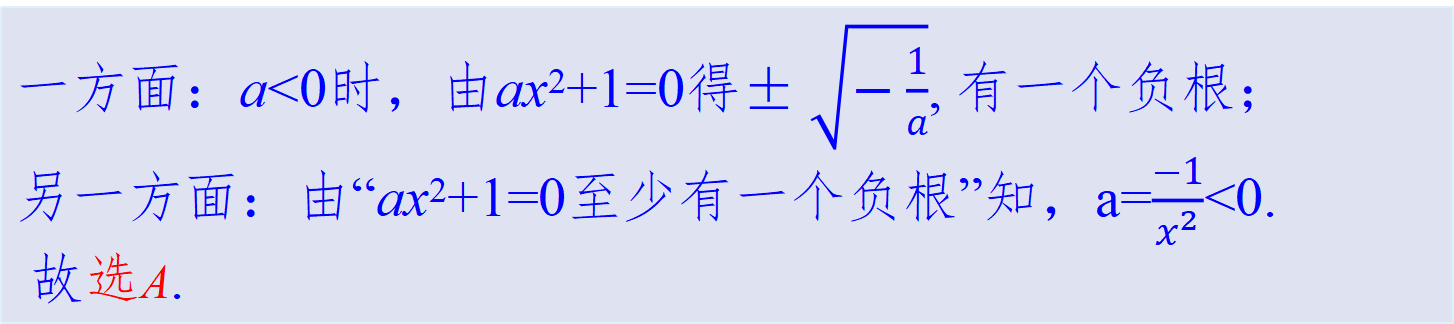 一方面：a<0时，由ax²+1=0得±√(−1/a)，有一个负根；
另一方面：由“ax²+1=0至少有一个负根”知，a=−1/x²<0.
故选A.